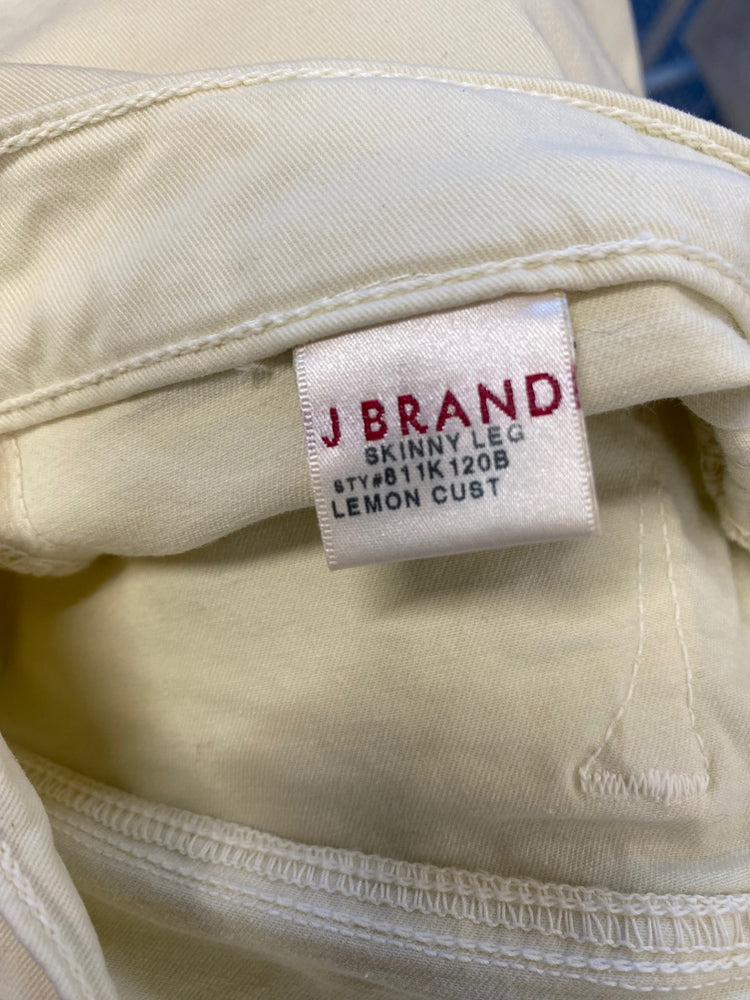 J BRAND
SKINNY LEG
STY#811K120B
LEMON CUST